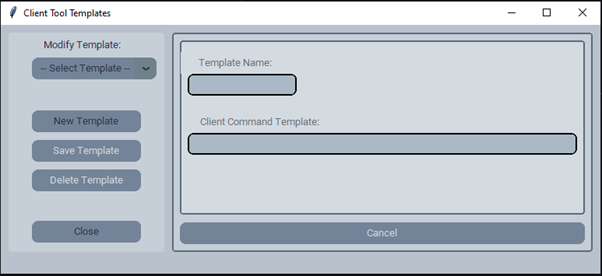 Client Tool Templates
Modify Template:
-- Select Template --
New Template
Save Template
Delete Template
Close
Template Name:
Client Command Template:
Cancel